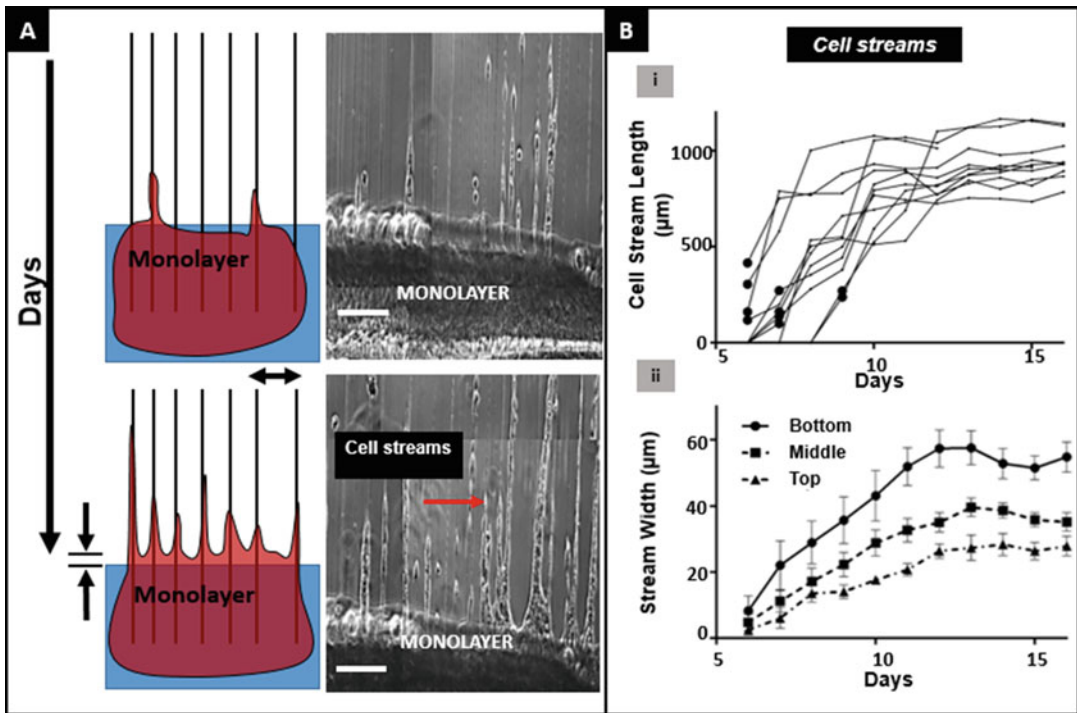 A
Days
Monolayer
MONOLAYER
Monolayer
Cell streams
MONOLAYER
B
Cell streams
i
Cell Stream Length
(µm)
1000
500
0
10
15
Days
ii
Stream Width (µm)
60
40
20
0
Bottom
Middle
Top
5
10
15
Days